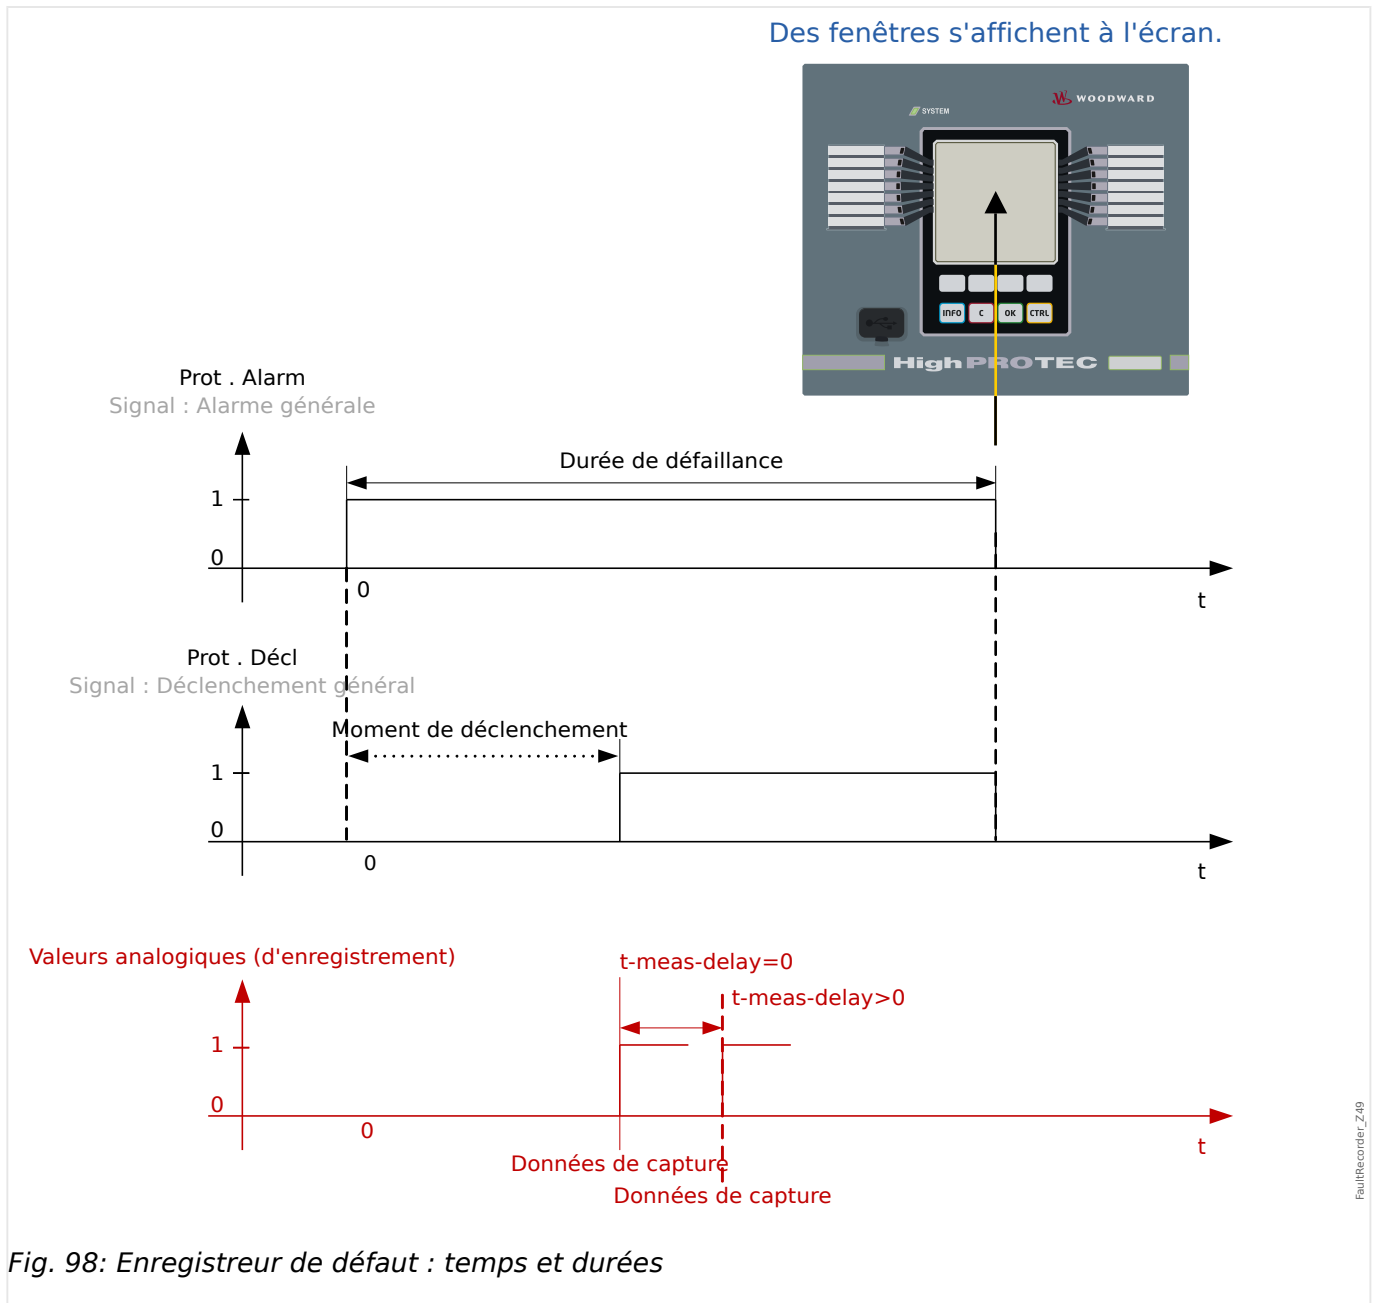 Des fenêtres s'affichent à l'écran.
WOODWARD
SYSTEM
INFO C OK CTRL
HighPROTEC
Prot . Alarm
Signal : Alarme générale
Durée de défaillance
1
0
0
t
Prot . Décl
Signal : Déclenchement général
Moment de déclenchement
1
0
0
t
Valeurs analogiques (d'enregistrement)
t-meas-delay=0
t-meas-delay>0
1
0
0
t
Données de capture
Données de capture
FaultRecorder_Z49
Fig. 98: Enregistreur de défaut : temps et durées